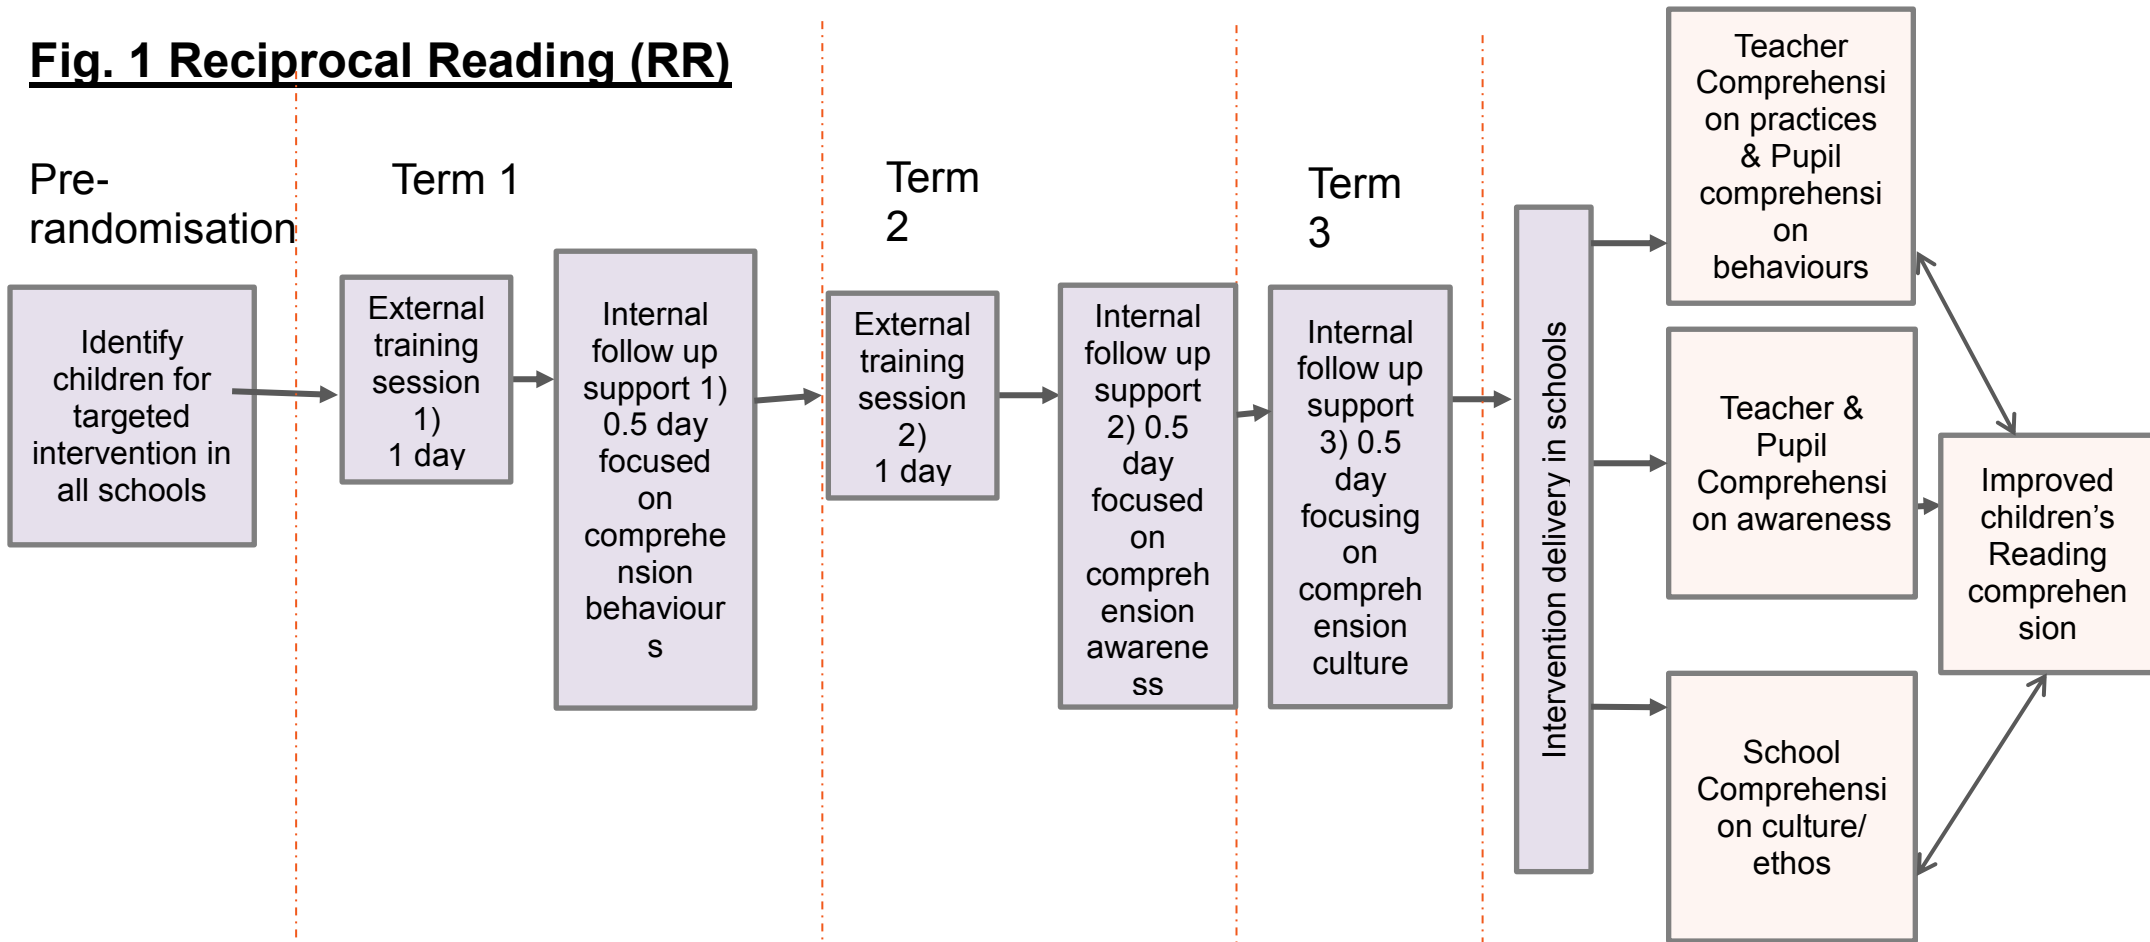 Fig. 1 Reciprocal Reading (RR)
Pre-
randomisation
Term 1
Term
2
Term
3
Identify
children for
targeted
intervention in
all schools
External
training
session
1)
1 day
Internal
follow up
support 1)
0.5 day
focused
on
comprehe
nsion
behaviour
s
External
training
session
2)
1 day
Internal
follow up
support
2) 0.5
day
focused
on
compreh
ension
awarene
ss
Internal
follow up
support
3) 0.5
day
focusing
on
compreh
ension
culture
Intervention delivery in schools
Teacher
Comprehensi
on practices
& Pupil
comprehensi
on
behaviours
Teacher &
Pupil
Comprehensi
on awareness
School
Comprehensi
on culture/
ethos
Improved
children’s
Reading
comprehen
sion